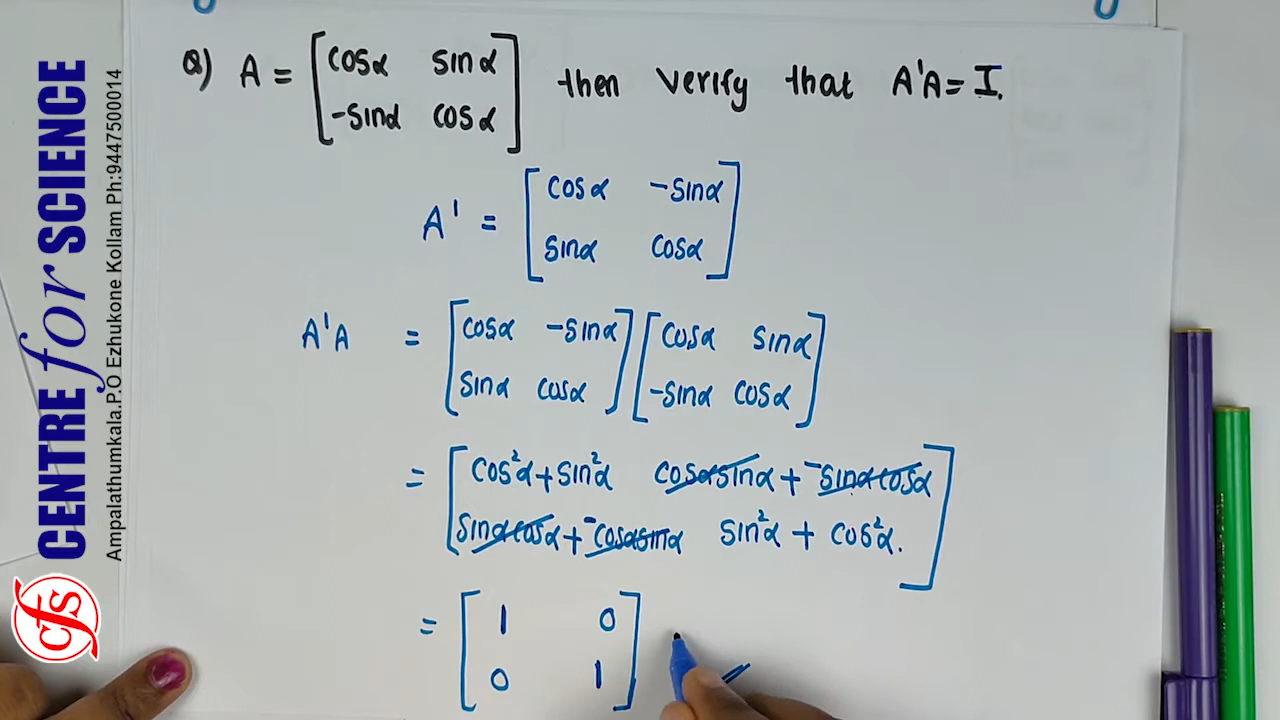 CENTRE for SCIENCE
Ampalathumkala.P.O Ezhukone Kollam Ph:9447500014
cfs
Q) A = [cosα sinα
-sinα cosα] then verify that A'A = I.
A' = [cosα -sinα
sinα cosα]
A'A = [cosα -sinα] [cosα sinα]
[sinα cosα] [-sinα cosα]
= [cos²α + sin²α cosαsinα + -sinαcosα
sinαcosα + -cosαsinα sin²α + cos²α.]
= [1 0
0 1]